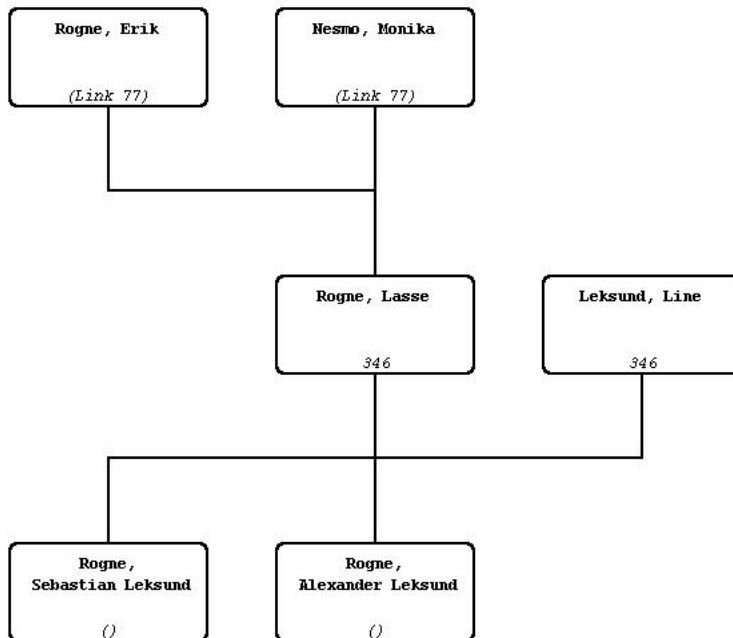 Rogne, Erik
Nesmo, Monika
(Link 77)
(Link 77)
Rogne, Lasse
Leksund, Line
346
346
Rogne,
Sebastian Leksund
Rogne,
Alexander Leksund
()
()